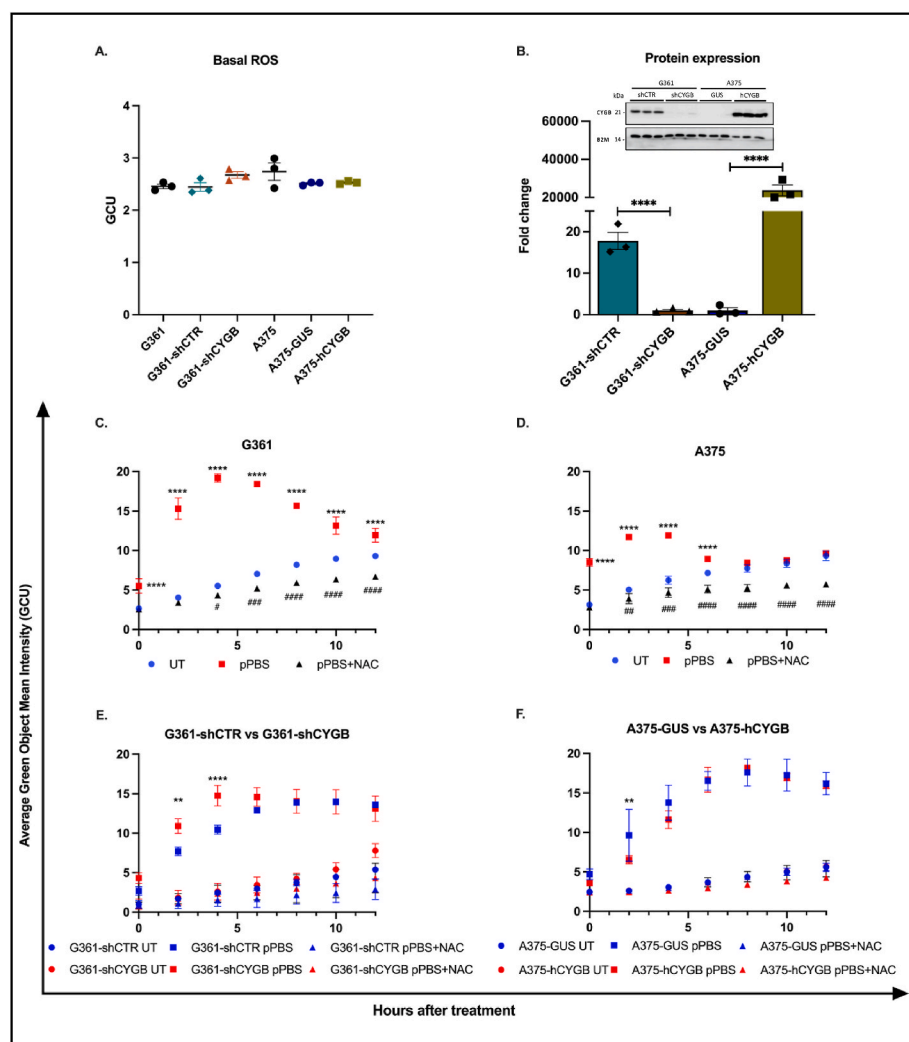 A.
Basal ROS
GCU
4
3
2
1
0
G361
G361-shCTR
G361-shCYGB
A375
A375-GUS
A375-hCYGB
B.
Protein expression
G361 A375
kDa shCTR shCYGB GUS hCYGB
CYGB 21
B2M 14
Fold change
60000
40000
20000
20
10
0
**** ****
G361-shCTR
G361-shCYGB
A375-GUS
A375-hCYGB
Average Green Object Mean Intensity (GCU)
C.
G361
20
15
10
5
0
0 5 10
**** **** **** **** **** **** ****
# ### #### #### ####
UT pPBS pPBS+NAC
D.
A375
20
15
10
5
0
0 5 10
**** **** **** ****
## ### #### #### #### ####
UT pPBS pPBS+NAC
E.
G361-shCTR vs G361-shCYGB
20
15
10
5
0
0 5 10
** ****
G361-shCTR UT G361-shCTR pPBS G361-shCTR pPBS+NAC
G361-shCYGB UT G361-shCYGB pPBS G361-shCYGB pPBS+NAC
F.
A375-GUS vs A375-hCYGB
20
15
10
5
0
0 5 10
**
A375-GUS UT A375-GUS pPBS A375-GUS pPBS+NAC
A375-hCYGB UT A375-hCYGB pPBS A375-hCYGB pPBS+NAC
Hours after treatment